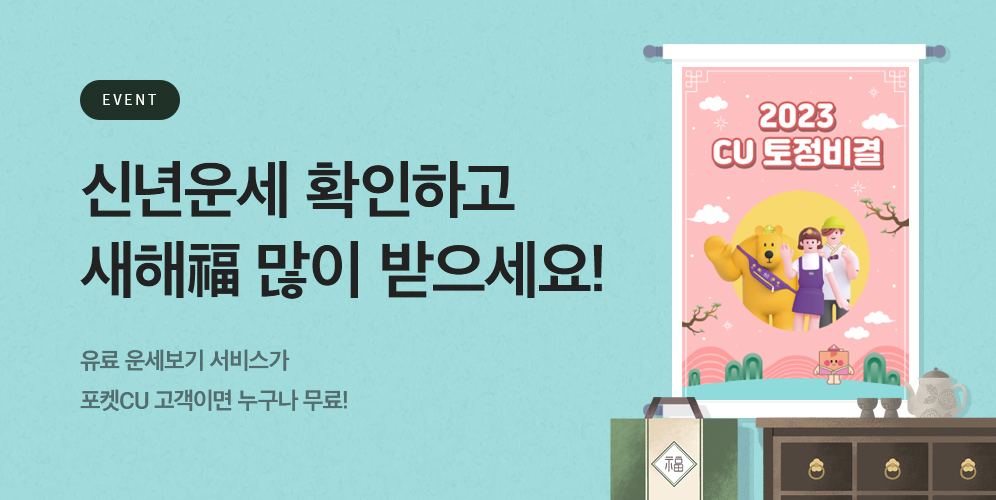 EVENT
신년운세 확인하고
새해福 많이 받으세요!
유료 운세보기 서비스가
포켓CU 고객이면 누구나 무료!
2023
CU 토정비결
福